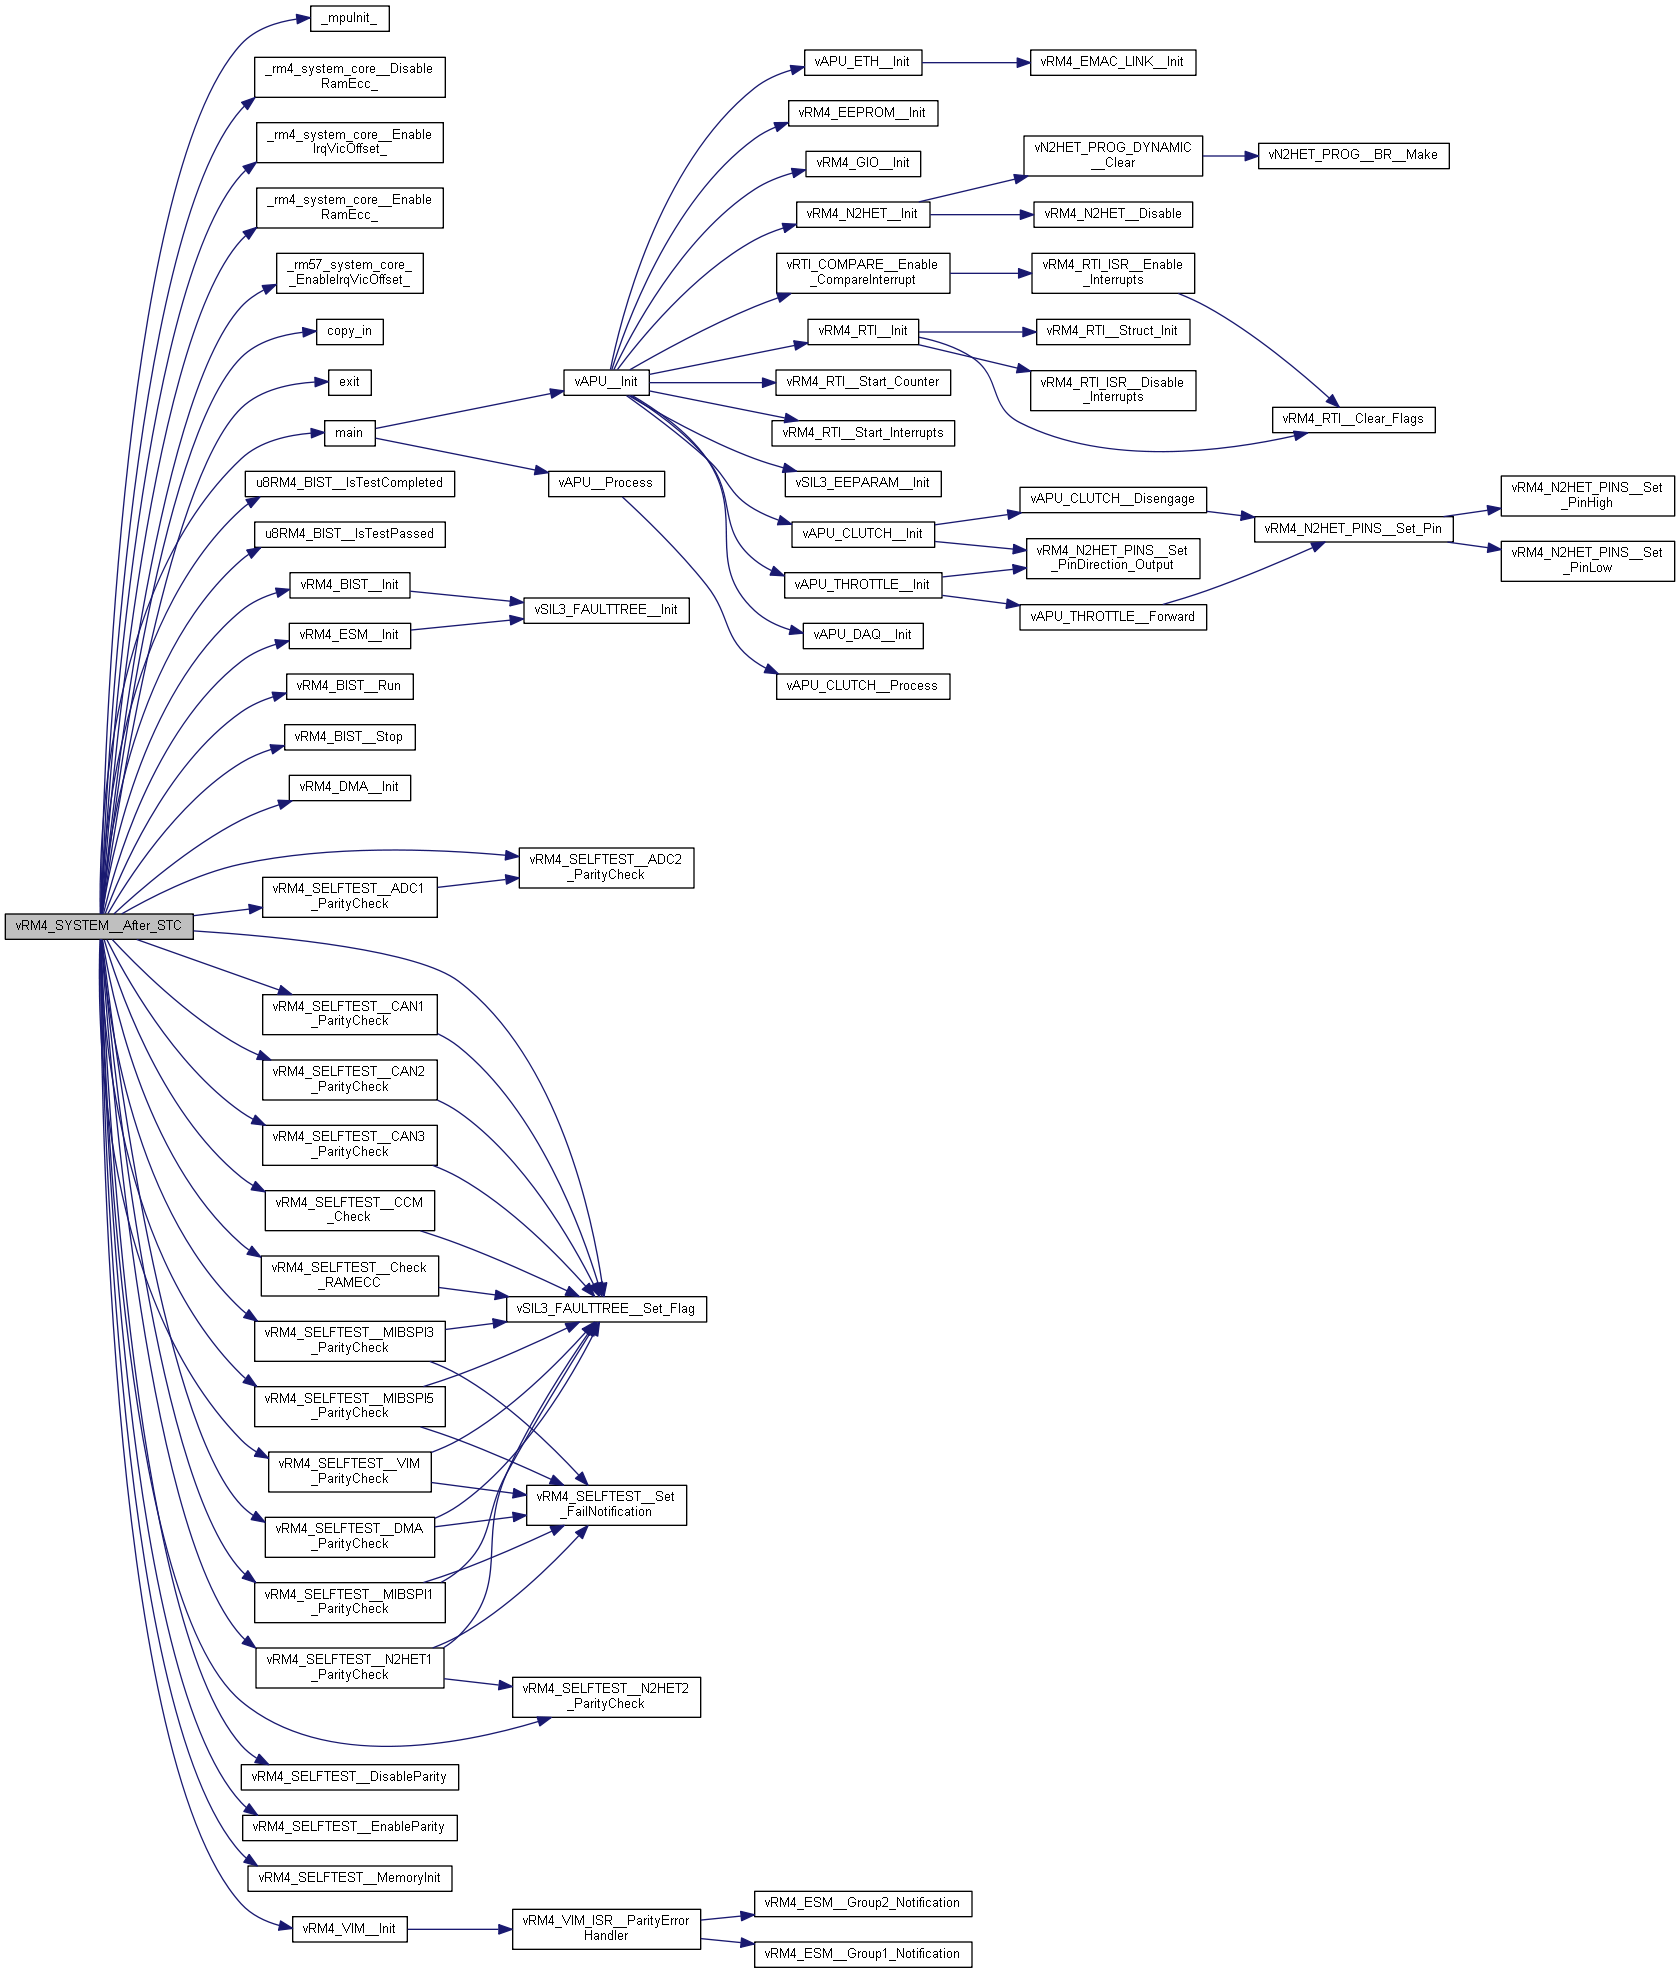 _mpuInit_
_rm4_system_core__Disable
RamEcc_
_rm4_system_core__Enable
IrqVicOffset_
_rm4_system_core__Enable
RamEcc_
_rm57_system_core_
_EnableIrqVicOffset_
copy_in
exit
main
u8RM4_BIST__IsTestCompleted
u8RM4_BIST__IsTestPassed
vRM4_BIST__Init
vRM4_ESM__Init
vRM4_BIST__Run
vRM4_BIST__Stop
vRM4_DMA__Init
vRM4_SELFTEST__ADC1
_ParityCheck
vRM4_SYSTEM__After_STC
vRM4_SELFTEST__CAN1
_ParityCheck
vRM4_SELFTEST__CAN2
_ParityCheck
vRM4_SELFTEST__CAN3
_ParityCheck
vRM4_SELFTEST__CCM
_Check
vRM4_SELFTEST__Check
_RAMECC
vRM4_SELFTEST__MIBSPI3
_ParityCheck
vRM4_SELFTEST__MIBSPI5
_ParityCheck
vRM4_SELFTEST__VIM
_ParityCheck
vRM4_SELFTEST__DMA
_ParityCheck
vRM4_SELFTEST__MIBSPI1
_ParityCheck
vRM4_SELFTEST__N2HET1
_ParityCheck
vRM4_SELFTEST__DisableParity
vRM4_SELFTEST__EnableParity
vRM4_SELFTEST__MemoryInit
vRM4_VIM__Init
vAPU__Init
vAPU__Process
vSIL3_FAULTTREE__Init
vRM4_SELFTEST__ADC2
_ParityCheck
vSIL3_FAULTTREE__Set_Flag
vRM4_SELFTEST__Set
_FailNotification
vRM4_SELFTEST__N2HET2
_ParityCheck
vRM4_VIM_ISR__ParityError
Handler
vAPU_ETH__Init
vRM4_EEPROM__Init
vRM4_GIO__Init
vRM4_N2HET__Init
vRTI_COMPARE__Enable
_CompareInterrupt
vRM4_RTI__Init
vRM4_RTI__Start_Counter
vRM4_RTI__Start_Interrupts
vSIL3_EEPARAM__Init
vAPU_CLUTCH__Init
vAPU_THROTTLE__Init
vAPU_DAQ__Init
vAPU_CLUTCH__Process
vRM4_ESM__Group2_Notification
vRM4_ESM__Group1_Notification
vRM4_EMAC_LINK__Init
vN2HET_PROG_DYNAMIC
__Clear
vRM4_N2HET__Disable
vRM4_RTI_ISR__Enable
_Interrupts
vRM4_RTI__Struct_Init
vRM4_RTI_ISR__Disable
_Interrupts
vAPU_CLUTCH__Disengage
vRM4_N2HET_PINS__Set
_PinDirection_Output
vAPU_THROTTLE__Forward
vN2HET_PROG__BR__Make
vRM4_RTI__Clear_Flags
vRM4_N2HET_PINS__Set_Pin
vRM4_N2HET_PINS__Set
_PinHigh
vRM4_N2HET_PINS__Set
_PinLow